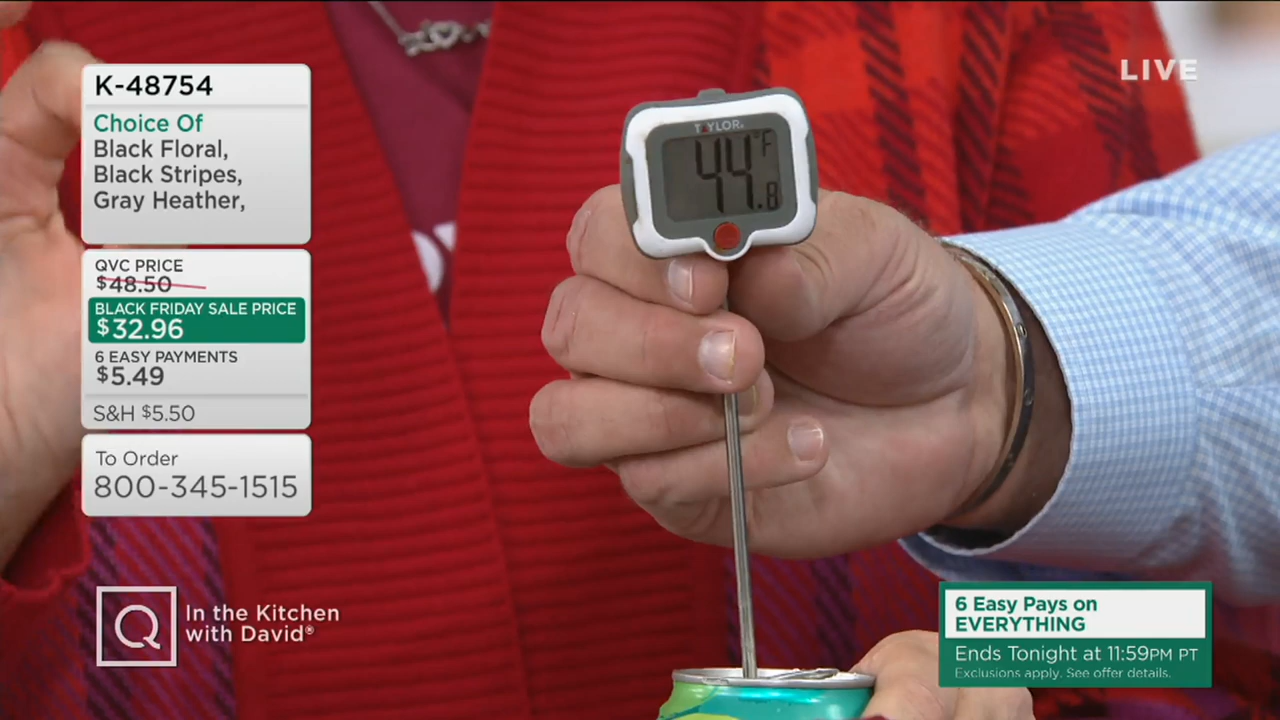 LIVE
K-48754
Choice Of
Black Floral,
Black Stripes,
Gray Heather,
QVC PRICE
$48.50
BLACK FRIDAY SALE PRICE
$32.96
6 EASY PAYMENTS
$5.49
S&H $5.50
To Order
800-345-1515
TAYLOR
44.8 °F
Q
In the Kitchen
with David®
6 Easy Pays on
EVERYTHING
Ends Tonight at 11:59PM PT
Exclusions apply. See offer details.